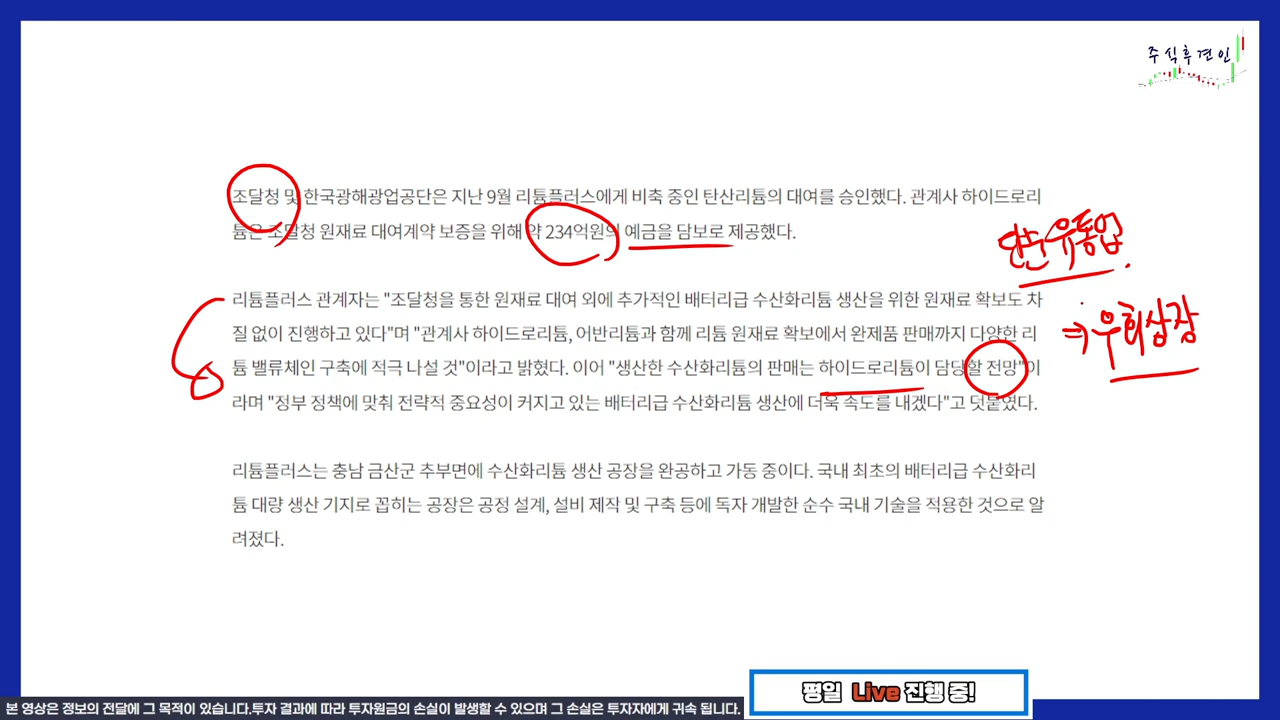 주식후견인
조달청 및 한국광해광업공단은 지난 9월 리튬플러스에게 비축 중인 탄산리튬의 대여를 승인했다. 관계사 하이드로리
튬은 조달청 원재료 대여계약 보증을 위해 약 234억원의 예금을 담보로 제공했다.
단순 유통업
리튬플러스 관계자는 "조달청을 통한 원재료 대여 외에 추가적인 배터리급 수산화리튬 생산을 위한 원재료 확보도 차
질 없이 진행하고 있다"며 "관계사 하이드로리튬, 어반리튬과 함께 리튬 원재료 확보에서 완제품 판매까지 다양한 리
→ 우회상장
튬 밸류체인 구축에 적극 나설 것"이라고 밝혔다. 이어 "생산한 수산화리튬의 판매는 하이드로리튬이 담당할 전망"이
라며 "정부 정책에 맞춰 전략적 중요성이 커지고 있는 배터리급 수산화리튬 생산에 더욱 속도를 내겠다"고 덧붙였다.
리튬플러스는 충남 금산군 추부면에 수산화리튬 생산 공장을 완공하고 가동 중이다. 국내 최초의 배터리급 수산화리
튬 대량 생산 기지로 꼽히는 공장은 공정 설계, 설비 제작 및 구축 등에 독자 개발한 순수 국내 기술을 적용한 것으로 알
려졌다.
평일 Live 진행 중!
본 영상은 정보의 전달에 그 목적이 있습니다.투자 결과에 따라 투자원금의 손실이 발생할 수 있으며 그 손실은 투자자에게 귀속 됩니다.